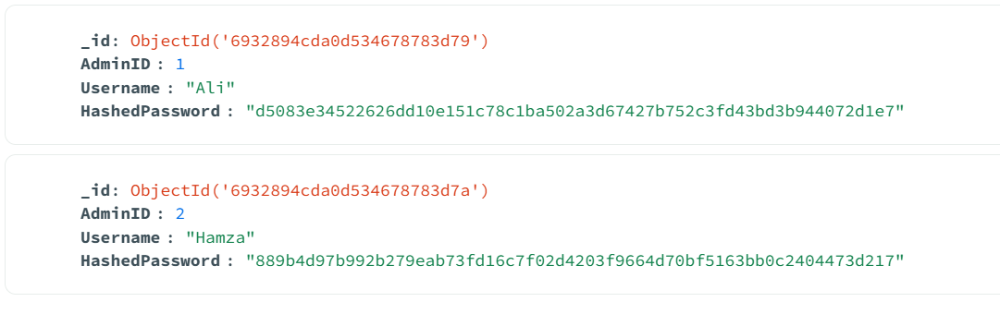 _id: ObjectId('6932894cda0d534678783d79')
AdminID : 1
Username : "Ali"
HashedPassword : "d5083e34522626dd10e151c78c1ba502a3d67427b752c3fd43bd3b944072d1e7"
_id: ObjectId('6932894cda0d534678783d7a')
AdminID : 2
Username : "Hamza"
HashedPassword : "889b4d97b992b279eab73fd16c7f02d4203f9664d70bf5163bb0c2404473d217"